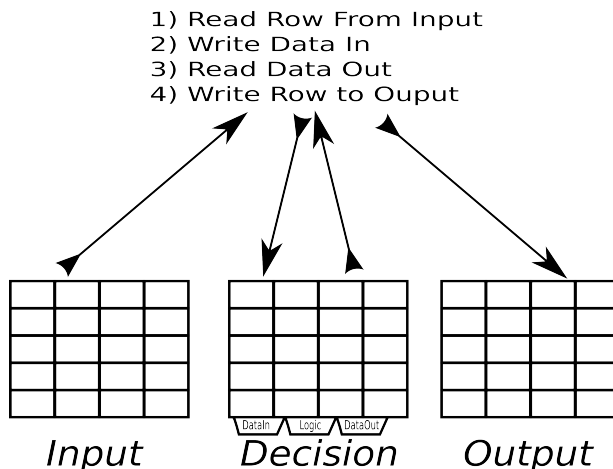 1) Read Row From Input
2) Write Data In
3) Read Data Out
4) Write Row to Ouput
DataIn Logic DataOut
Input Decision Output